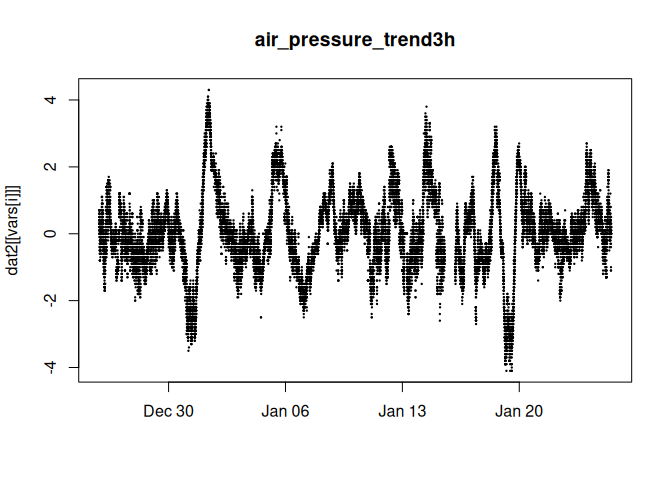 air_pressure_trend3h
dat2[[vars[i]]]
4
2
0
-2
-4
Dec 30
Jan 06
Jan 13
Jan 20